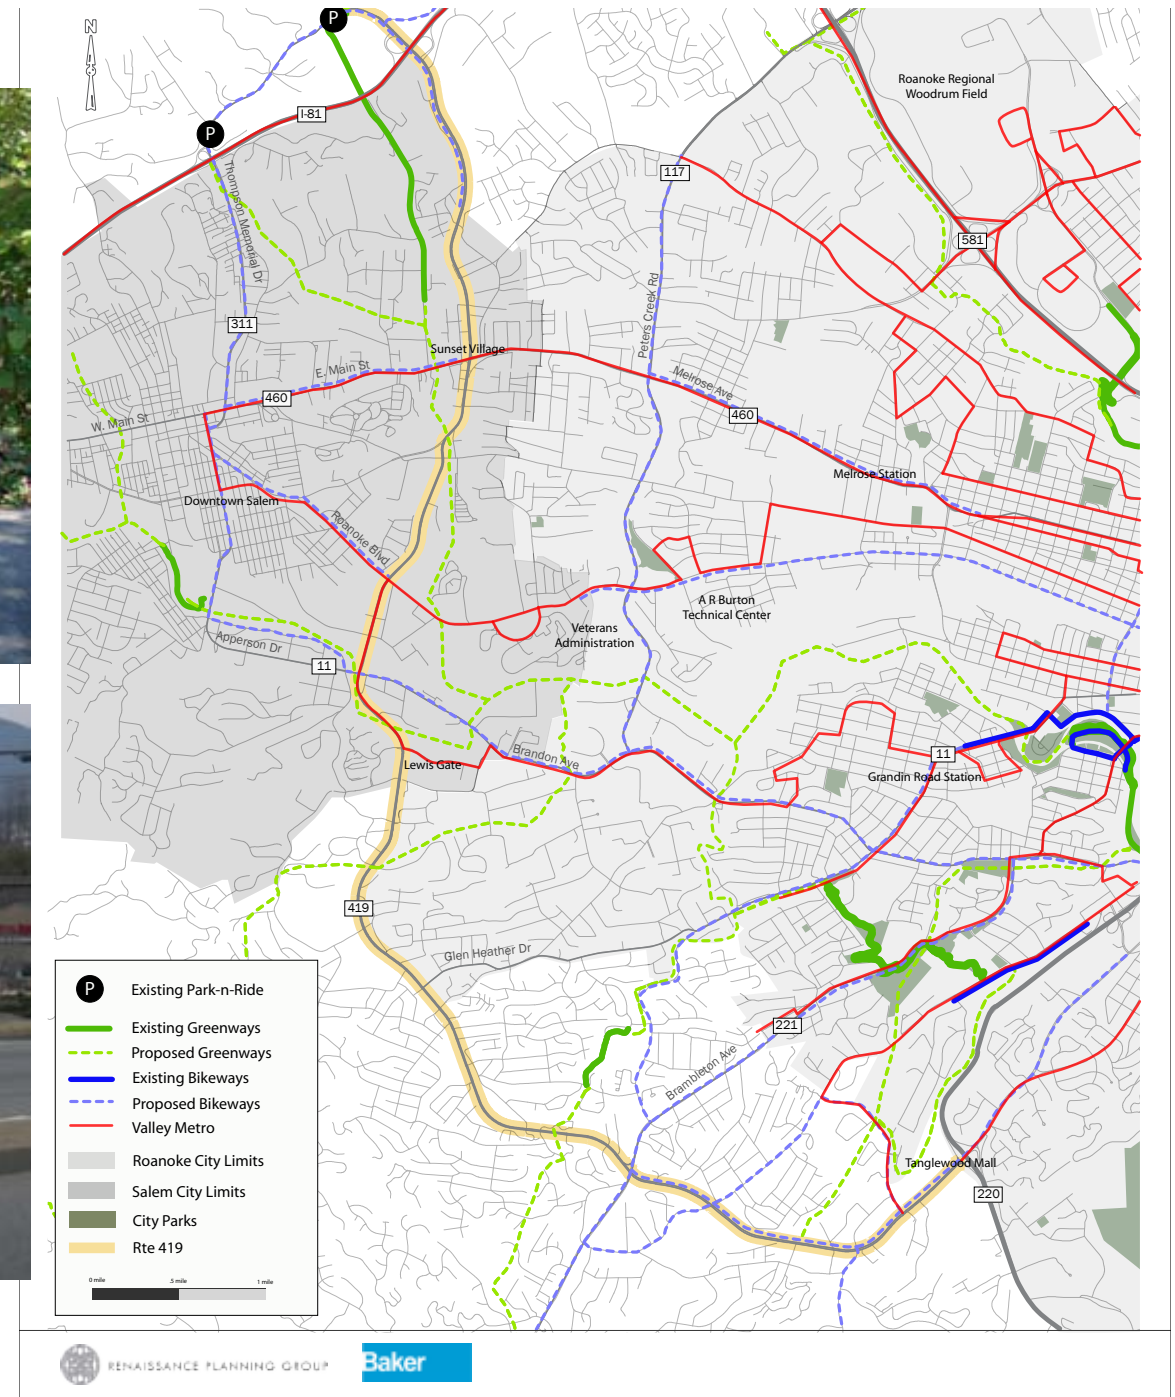 N
P
Roanoke Regional
Woodrum Field
I-81
P
117
Thompson Memorial Dr
581
Peters Creek Rd
311
Sunset Village
E. Main St
Melrose Ave
460
460
W. Main St
Melrose Station
Downtown Salem
Roanoke Blvd
A R Burton
Technical Center
Veterans
Administration
Apperson Dr
11
Brandon Ave
Lewis Gate
11
Grandin Road Station
419
Glen Heather Dr
221
Brambleton Ave
Tanglewood Mall
220
P
Existing Park-n-Ride
Existing Greenways
Proposed Greenways
Existing Bikeways
Proposed Bikeways
Valley Metro
Roanoke City Limits
Salem City Limits
City Parks
Rte 419
0 mile
.5 mile
1 mile
RENAISSANCE PLANNING GROUP
Baker